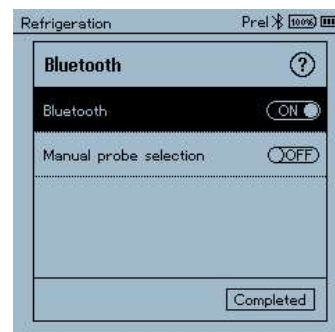 Refrigeration Prel 100%
Bluetooth ?
Bluetooth ON
Manual probe selection OFF
Completed